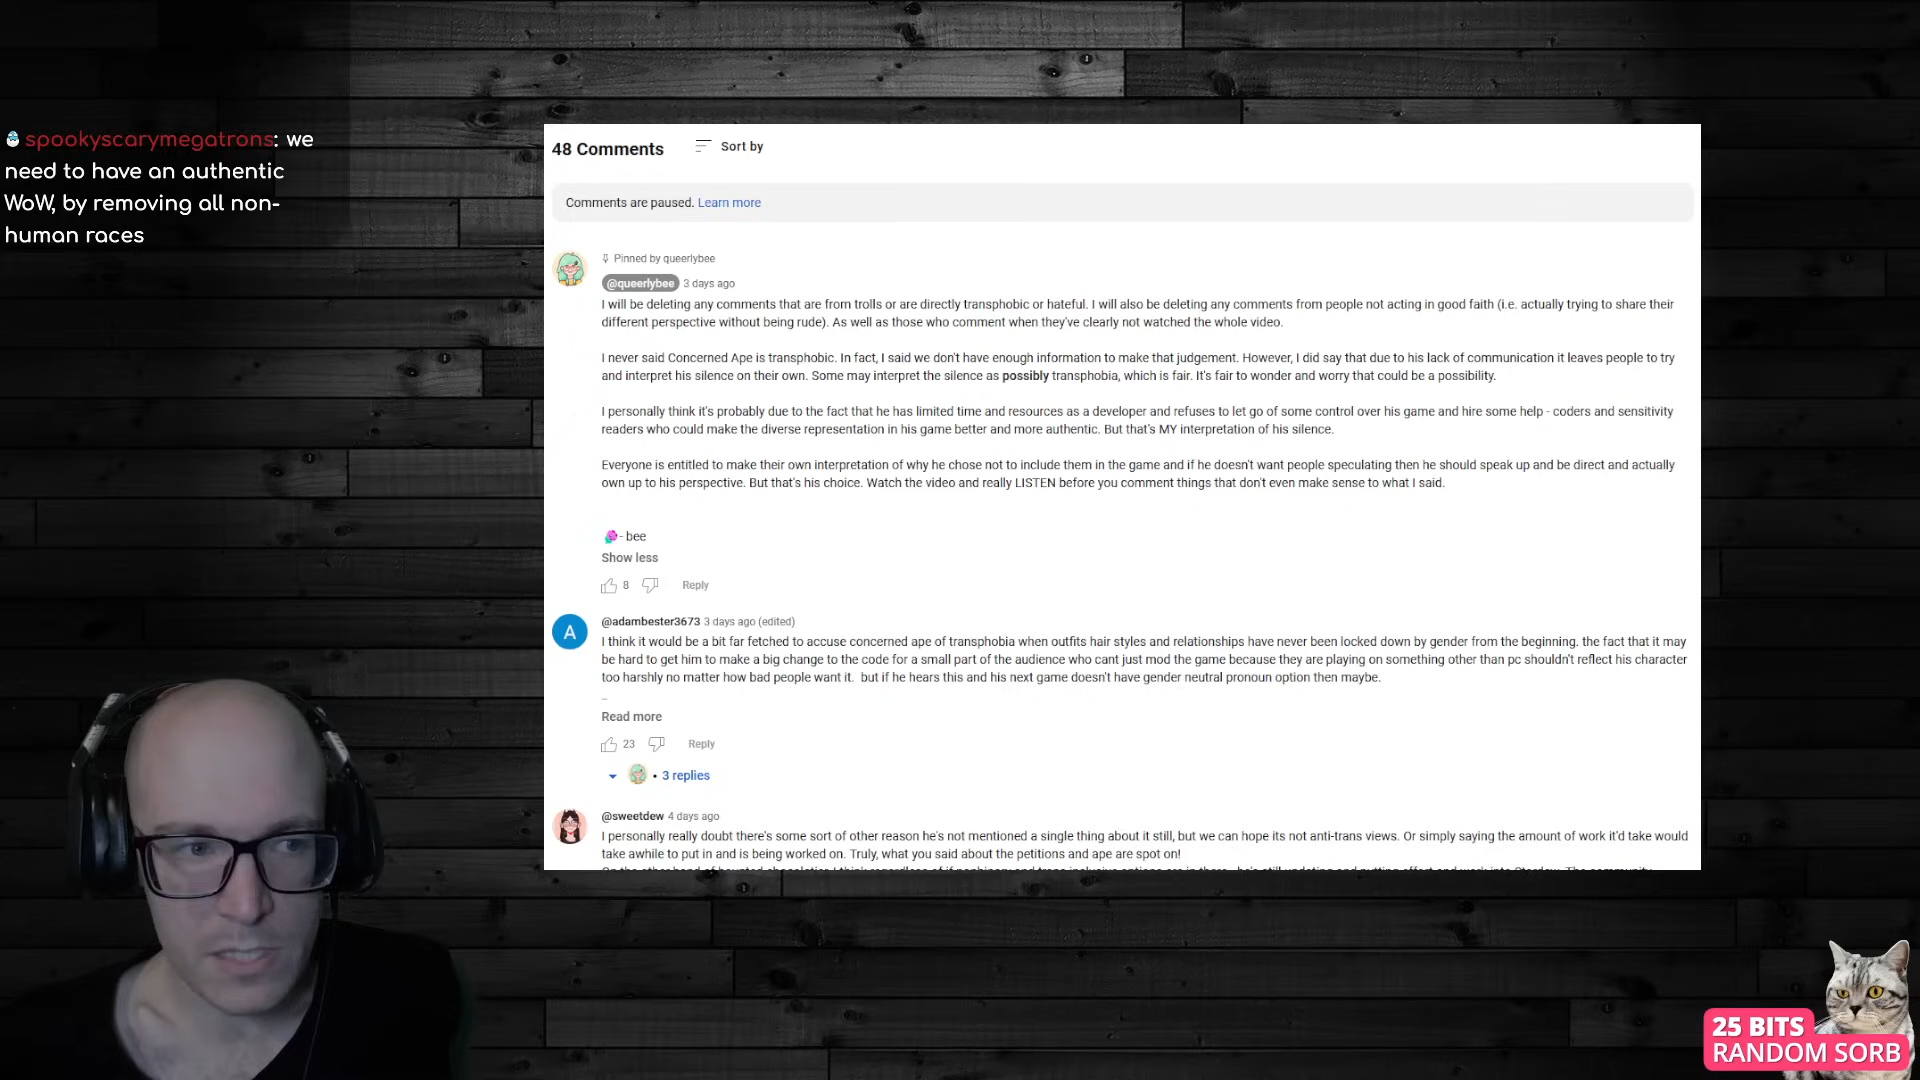 spookyscarymegatrons: we
need to have an authentic
WoW, by removing all non-
human races
48 Comments
Sort by
Comments are paused. Learn more
Pinned by queerlybee
@queerlybee 3 days ago
I will be deleting any comments that are from trolls or are directly transphobic or hateful. I will also be deleting any comments from people not acting in good faith (i.e. actually trying to share their
different perspective without being rude). As well as those who comment when they've clearly not watched the whole video.
I never said Concerned Ape is transphobic. In fact, I said we don't have enough information to make that judgement. However, I did say that due to his lack of communication it leaves people to try
and interpret his silence on their own. Some may interpret the silence as possibly transphobia, which is fair. It's fair to wonder and worry that could be a possibility.
I personally think it's probably due to the fact that he has limited time and resources as a developer and refuses to let go of some control over his game and hire some help - coders and sensitivity
readers who could make the diverse representation in his game better and more authentic. But that's MY interpretation of his silence.
Everyone is entitled to make their own interpretation of why he chose not to include them in the game and if he doesn't want people speculating then he should speak up and be direct and actually
own up to his perspective. But that's his choice. Watch the video and really LISTEN before you comment things that don't even make sense to what I said.
- bee
Show less
8 Reply
A
@adambester3673 3 days ago (edited)
I think it would be a bit far fetched to accuse concerned ape of transphobia when outfits hair styles and relationships have never been locked down by gender from the beginning. the fact that it may
be hard to get him to make a big change to the code for a small part of the audience who cant just mod the game because they are playing on something other than pc shouldn't reflect his character
too harshly no matter how bad people want it. but if he hears this and his next game doesn't have gender neutral pronoun option then maybe.
_
Read more
23 Reply
• 3 replies
@sweetdew 4 days ago
I personally really doubt there's some sort of other reason he's not mentioned a single thing about it still, but we can hope its not anti-trans views. Or simply saying the amount of work it'd take would
take awhile to put in and is being worked on. Truly, what you said about the petitions and ape are spot on!
25 BITS
RANDOM SORB